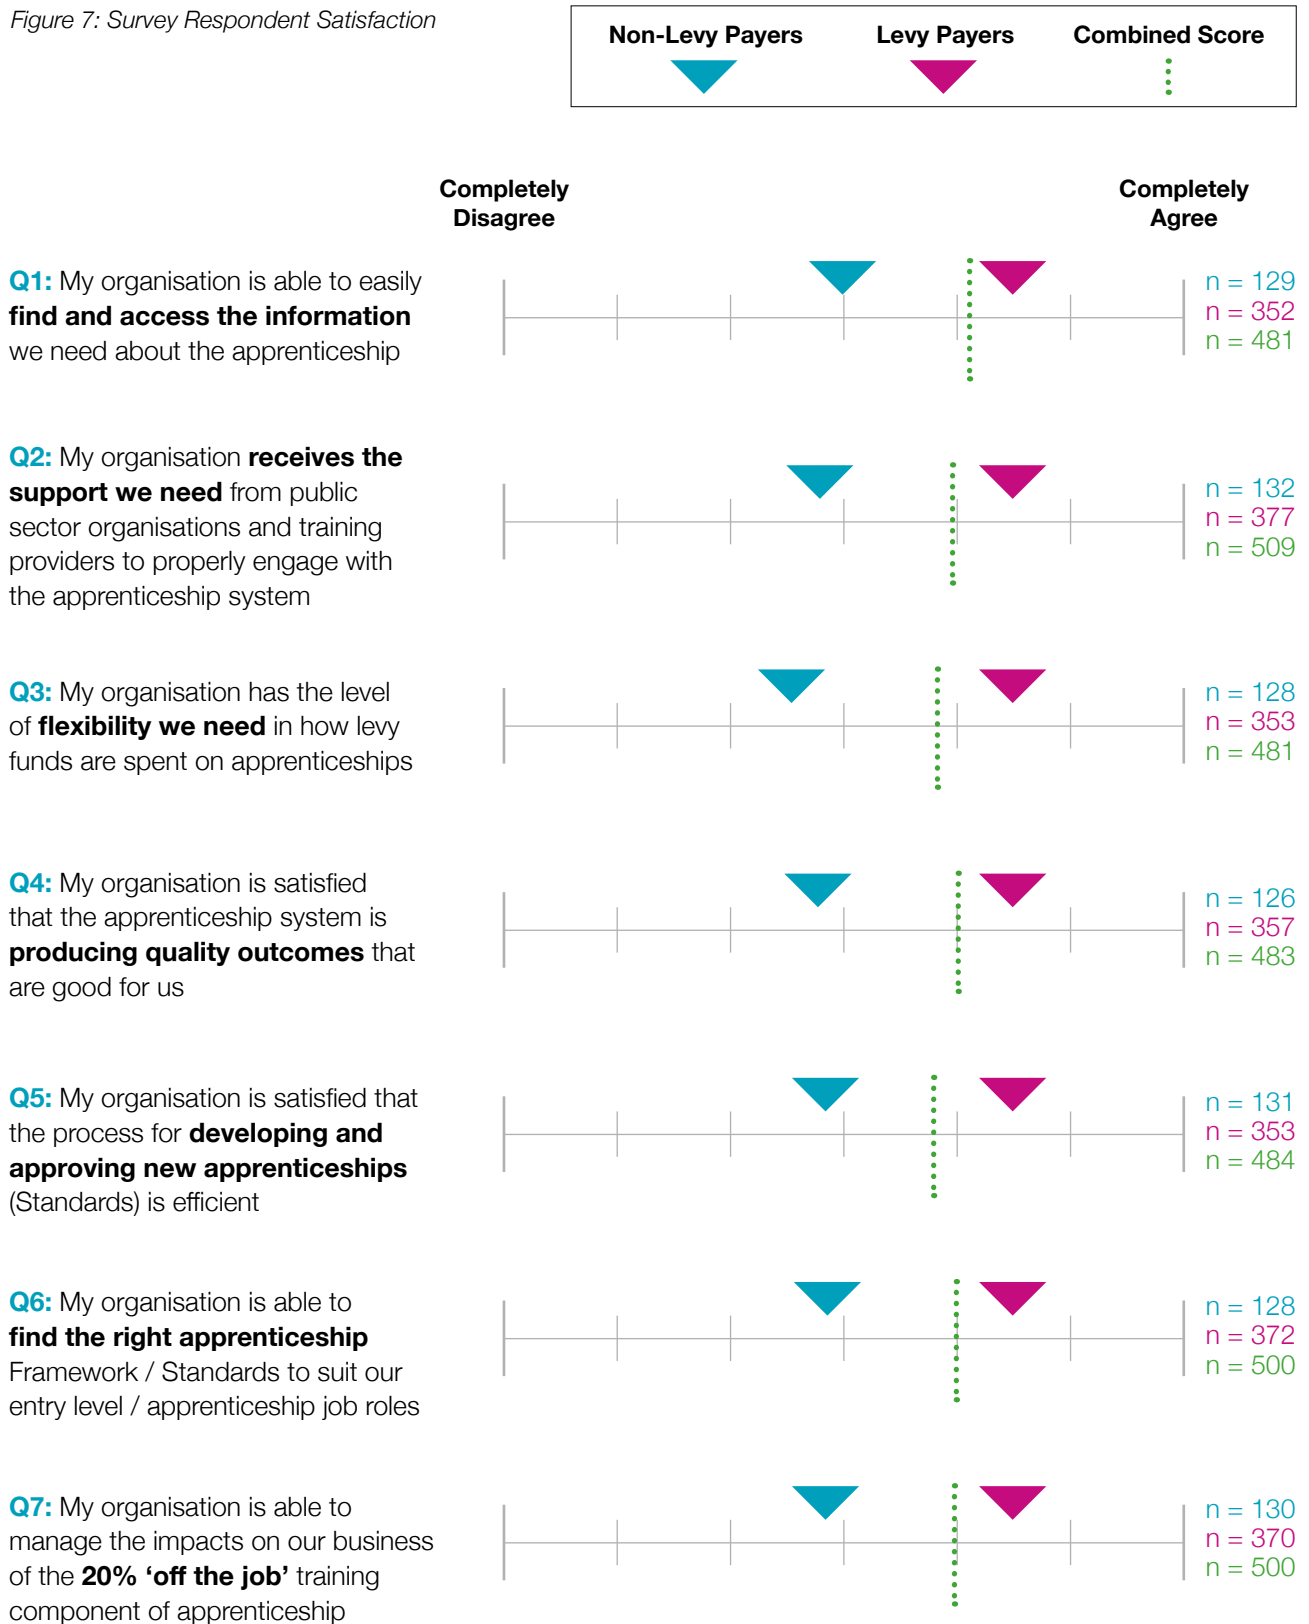 Figure 7: Survey Respondent Satisfaction
Non-Levy Payers
Levy Payers
Combined Score
Completely
Disagree
Completely
Agree
Q1: My organisation is able to easily
find and access the information
we need about the apprenticeship
n = 129
n = 352
n = 481
Q2: My organisation receives the
support we need from public
sector organisations and training
providers to properly engage with
the apprenticeship system
n = 132
n = 377
n = 509
Q3: My organisation has the level
of flexibility we need in how levy
funds are spent on apprenticeships
n = 128
n = 353
n = 481
Q4: My organisation is satisfied
that the apprenticeship system is
producing quality outcomes that
are good for us
n = 126
n = 357
n = 483
Q5: My organisation is satisfied that
the process for developing and
approving new apprenticeships
(Standards) is efficient
n = 131
n = 353
n = 484
Q6: My organisation is able to
find the right apprenticeship
Framework / Standards to suit our
entry level / apprenticeship job roles
n = 128
n = 372
n = 500
Q7: My organisation is able to
manage the impacts on our business
of the 20% ‘off the job’ training
component of apprenticeship
n = 130
n = 370
n = 500